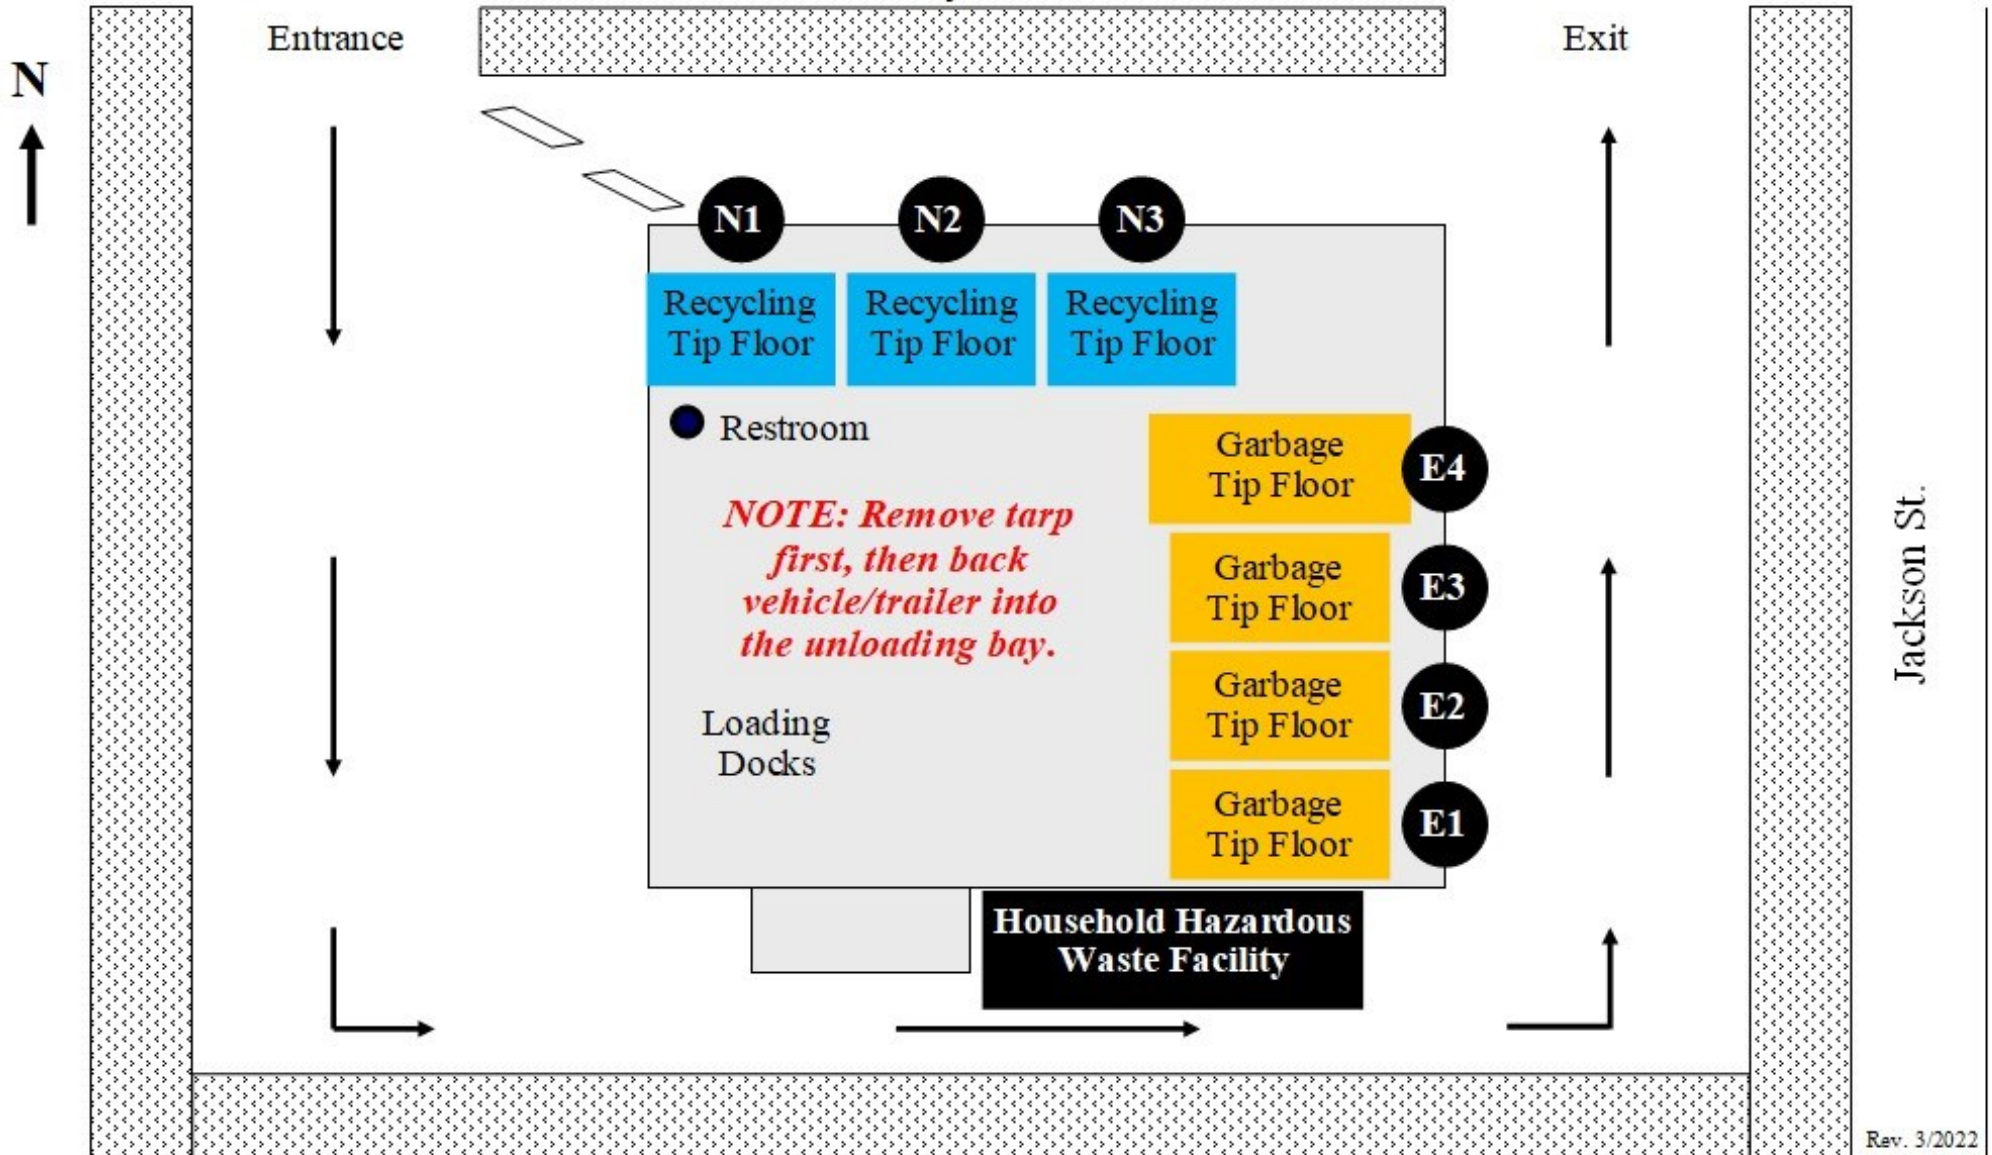 Entrance
Exit
N
N1
N2
N3
Recycling
Tip Floor
Recycling
Tip Floor
Recycling
Tip Floor
Restroom
NOTE: Remove tarp
first, then back
vehicle/trailer into
the unloading bay.
Garbage
Tip Floor
E4
Garbage
Tip Floor
E3
Garbage
Tip Floor
E2
Garbage
Tip Floor
E1
Loading
Docks
Household Hazardous
Waste Facility
Jackson St.
Rev. 3/2022